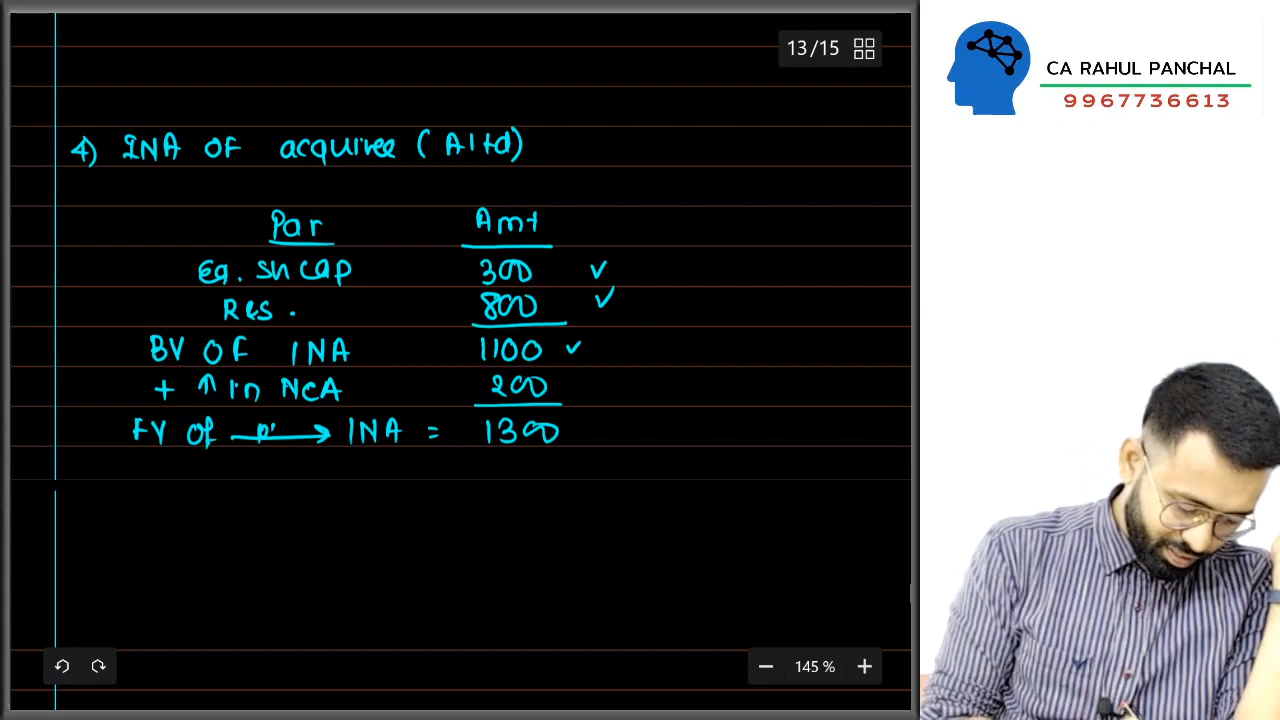 13/15
CA RAHUL PANCHAL
9967736613
4) INA OF acquiree (A ltd)
Par Amt
Eq. Sh cap 300 ✓
Res. 800 ✓
BV OF INA 1100 ✓
+ ↑ in NCA 200
FV of → INA = 1300
145 %